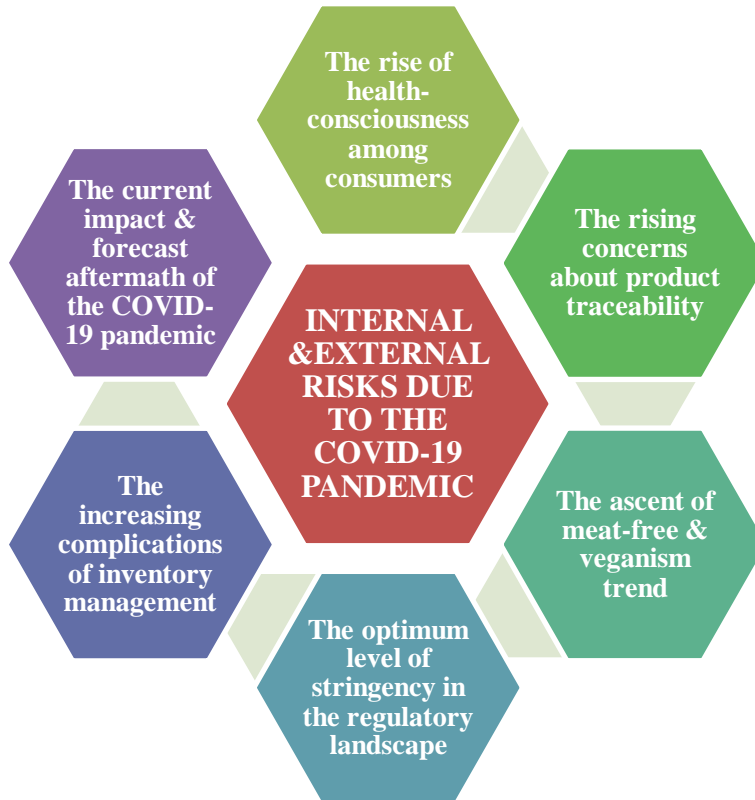 The rise of
health-
consciousness
among
consumers
The rising
concerns
about product
traceability
The ascent of
meat-free &
veganism
trend
The optimum
level of
stringency in
the regulatory
landscape
The
increasing
complications
of inventory
management
The current
impact &
forecast
aftermath of
the COVID-
19 pandemic
INTERNAL
&EXTERNAL
RISKS DUE
TO THE
COVID-19
PANDEMIC